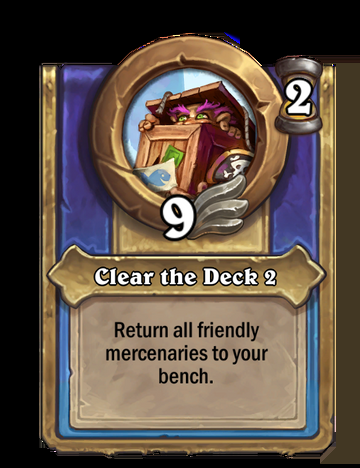 2
9
Clear the Deck 2
Return all friendly
mercenaries to your
bench.